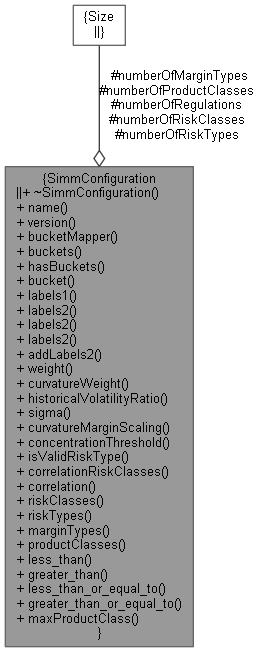 {Size
||}
#numberOfMarginTypes
#numberOfProductClasses
#numberOfRegulations
#numberOfRiskClasses
#numberOfRiskTypes
{SimmConfiguration
||+ ~SimmConfiguration()
+ name()
+ version()
+ bucketMapper()
+ buckets()
+ hasBuckets()
+ bucket()
+ labels1()
+ labels2()
+ labels2()
+ labels2()
+ addLabels2()
+ weight()
+ curvatureWeight()
+ historicalVolatilityRatio()
+ sigma()
+ curvatureMarginScaling()
+ concentrationThreshold()
+ isValidRiskType()
+ correlationRiskClasses()
+ correlation()
+ riskClasses()
+ riskTypes()
+ marginTypes()
+ productClasses()
+ less_than()
+ greater_than()
+ less_than_or_equal_to()
+ greater_than_or_equal_to()
+ maxProductClass()
}